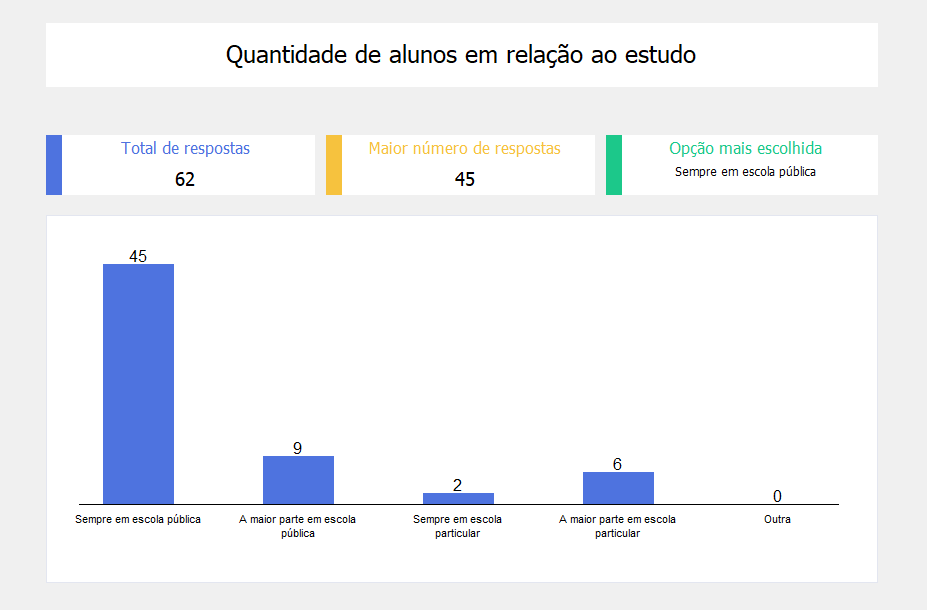 Quantidade de alunos em relação ao estudo
Total de respostas
62
Maior número de respostas
45
Opção mais escolhida
Sempre em escola pública
45
9
2
6
0
Sempre em escola pública
A maior parte em escola
pública
Sempre em escola
particular
A maior parte em escola
particular
Outra